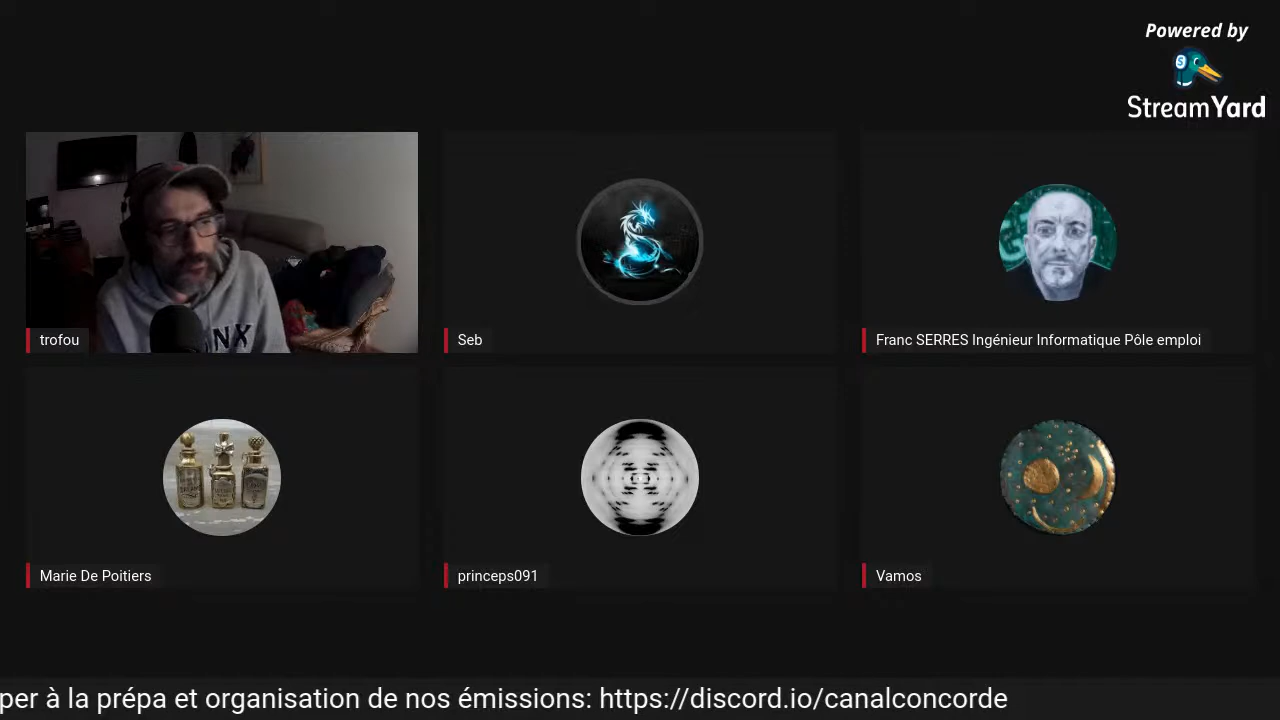 Powered by
StreamYard
NX
trofou
Seb
Franc SERRES Ingénieur Informatique Pôle emploi
Marie De Poitiers
princeps091
Vamos
per à la prépa et organisation de nos émissions: https://discord.io/canalconcorde